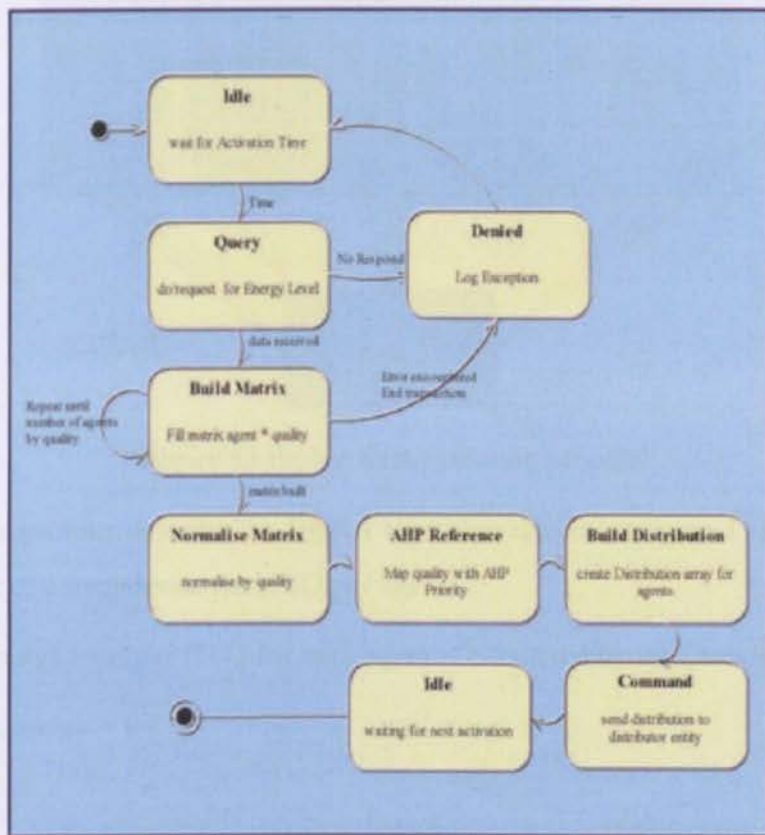 Idle
wait for Activation Time
Time
Query
do/request for Energy Level
No Respond
Denied
Log Exception
data received
Build Matrix
Fill matrix agent * quality
Repeat until
number of agents
by quality
Error encountered
End transaction
matrix built
Normalise Matrix
normalise by quality
AHP Reference
Map quality with AHP
Priority
Build Distribution
create Distribution array for
agents
Idle
waiting for next activation
Command
send distribution to
distributor entity